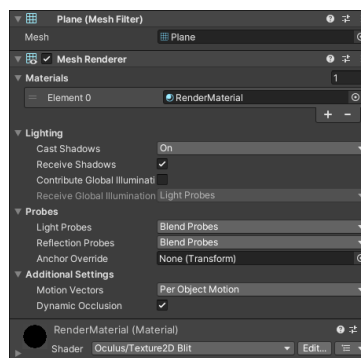 Plane (Mesh Filter)
Mesh Plane
Mesh Renderer
Materials 1
Element 0 RenderMaterial
+ -
Lighting
Cast Shadows On
Receive Shadows
Contribute Global Illuminati
Receive Global Illumination Light Probes
Probes
Light Probes Blend Probes
Reflection Probes Blend Probes
Anchor Override None (Transform)
Additional Settings
Motion Vectors Per Object Motion
Dynamic Occlusion
RenderMaterial (Material)
Shader Oculus/Texture2D Blit Edit...